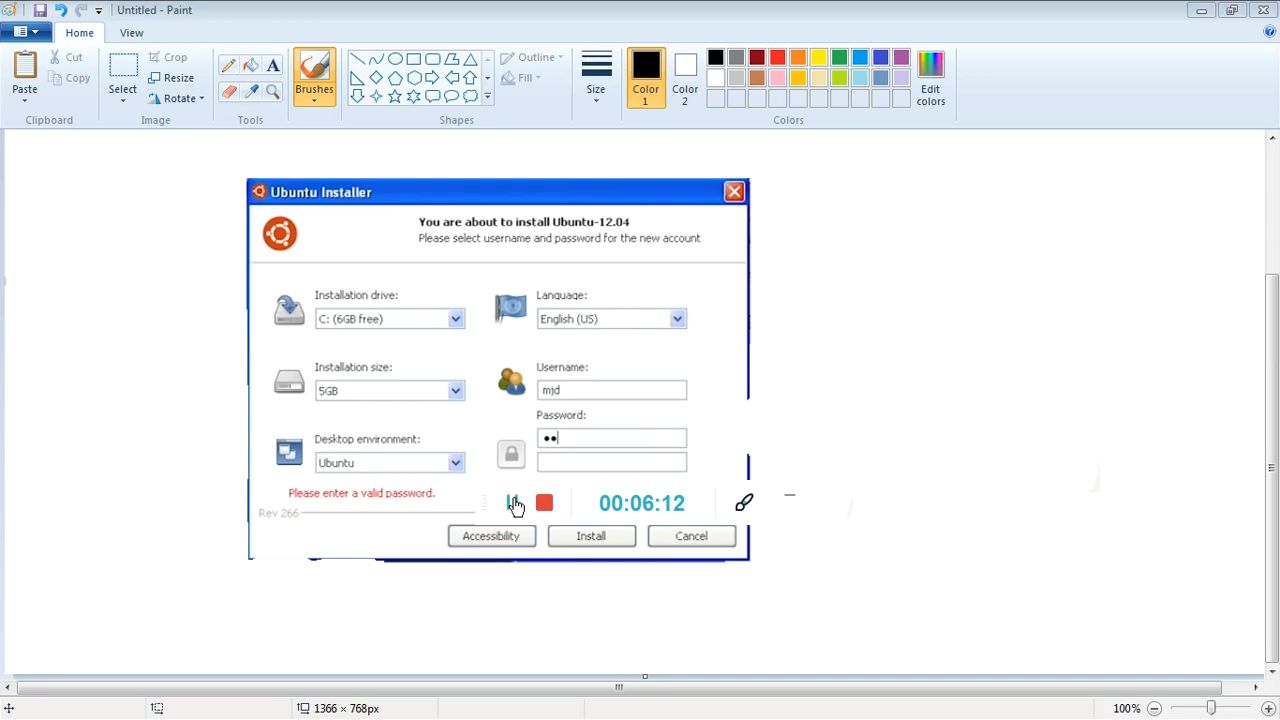 Untitled - Paint
Home View
Paste
Cut
Copy
Clipboard
Select
Crop
Resize
Rotate
Image
A
Tools
Brushes
Outline
Fill
Shapes
Size
Color 1
Color 2
Edit colors
Colors
Ubuntu Installer
You are about to install Ubuntu-12.04
Please select username and password for the new account
Installation drive:
C: (6GB free)
Language:
English (US)
Installation size:
5GB
Username:
mjd
Password:
••
Desktop environment:
Ubuntu
Please enter a valid password.
Rev 266
00:06:12
Accessibility Install Cancel
1366 × 768px
100%